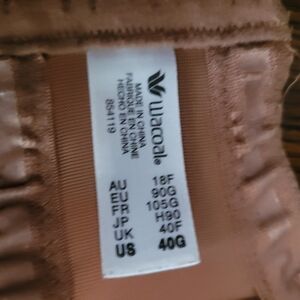 wacoal®
MADE IN CHINA
FABRIQUE EN CHINE
HECHO EN CHINA
854119
AU 18F
EU 90G
FR 105G
JP H90
UK 40F
US 40G